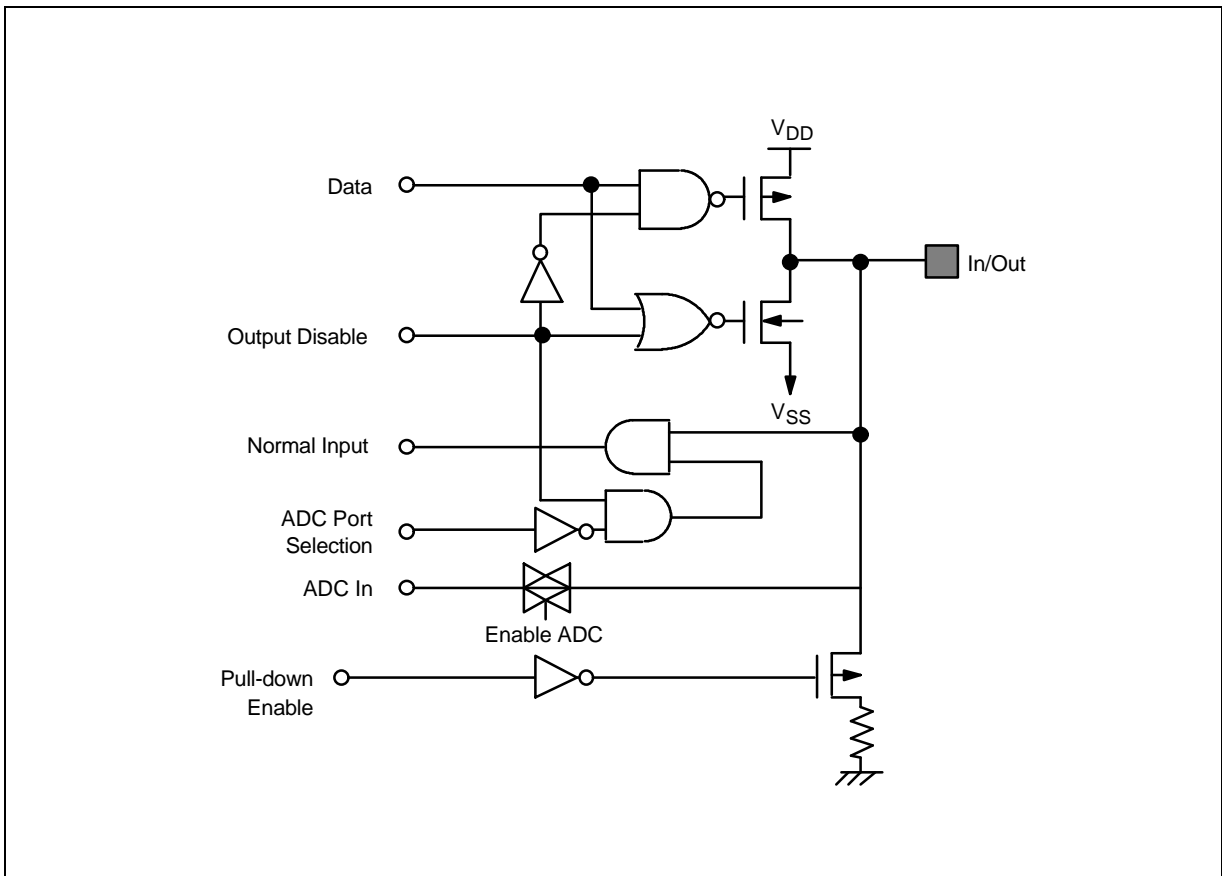 VDD
Data
In/Out
Output Disable
VSS
Normal Input
ADC Port
Selection
ADC In
Enable ADC
Pull-down
Enable